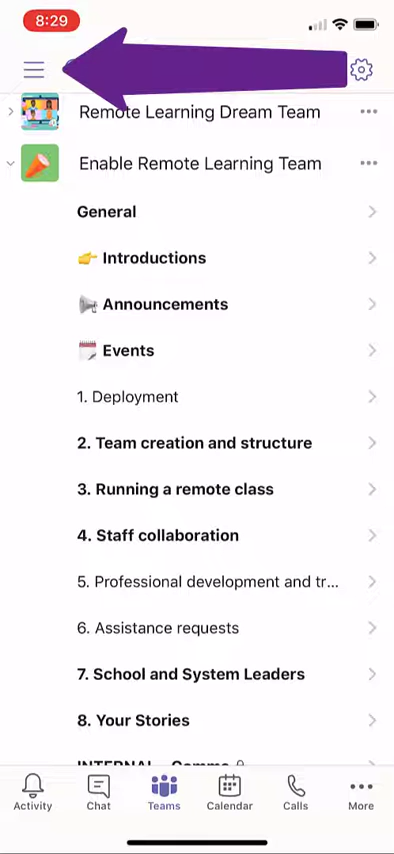 8:29
Remote Learning Dream Team
Enable Remote Learning Team
General
👉 Introductions
📢 Announcements
🗓 Events
1. Deployment
2. Team creation and structure
3. Running a remote class
4. Staff collaboration
5. Professional development and tr...
6. Assistance requests
7. School and System Leaders
8. Your Stories
INTERNAL - Comms
Activity Chat Teams Calendar Calls More